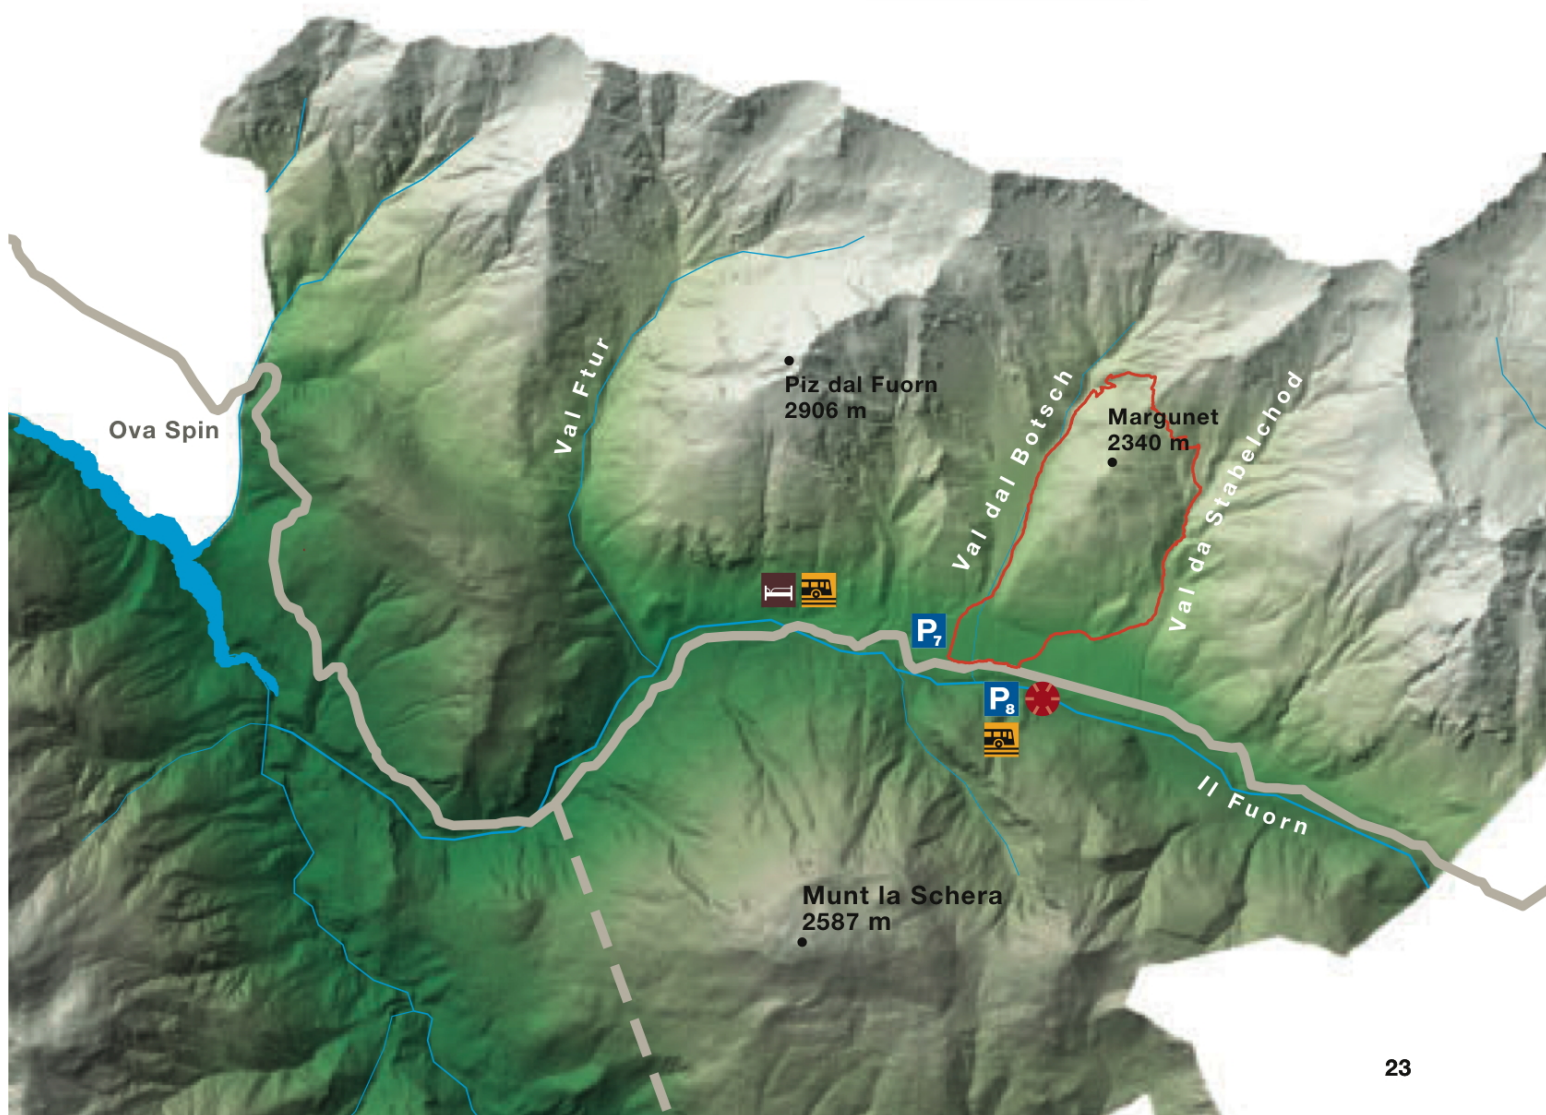 Val Ftur
Piz dal Fuorn
2906 m
Val dal Botsch
Margunet
2340 m
Val da Stabelchod
Ova Spin
P7
P8
Il Fuorn
Munt la Schera
2587 m
23